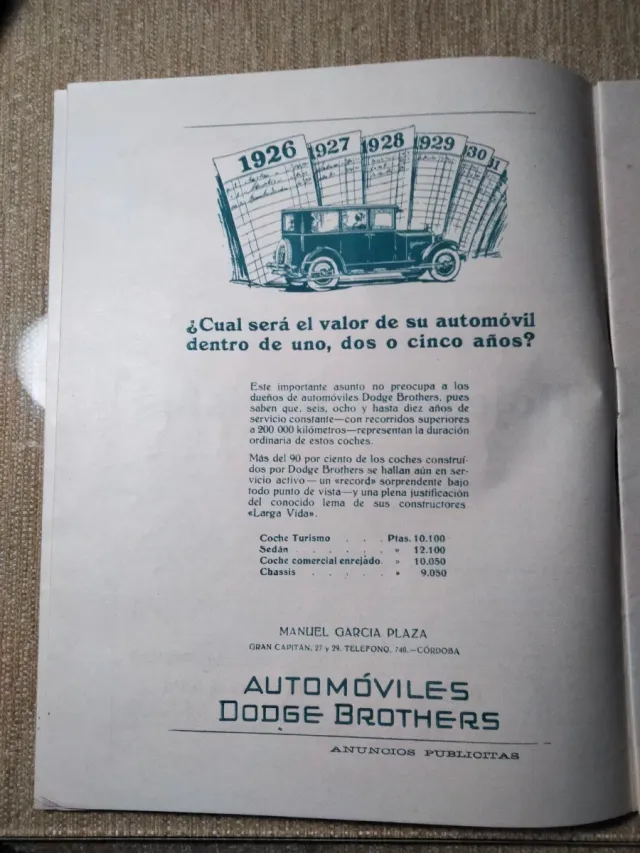 1926 1927 1928 1929 30 31
¿Cual será el valor de su automóvil
dentro de uno, dos o cinco años?
Este importante asunto no preocupa a los
dueños de automóviles Dodge Brothers, pues
saben que, seis, ocho y hasta diez años de
servicio constante—con recorridos superiores
a 200 000 kilómetros—representan la duración
ordinaria de estos coches.
Más del 90 por ciento de los coches construí-
dos por Dodge Brothers se hallan aún en ser-
vicio activo — un «record» sorprendente bajo
todo punto de vista—y una plena justificación
del conocido lema de sus constructores
«Larga Vida».
Coche Turismo . . . Ptas. 10.100
Sedán . . . . . . » 12.100
Coche comercial enrejado » 10.050
Chassis . . . . . » 9.050
MANUEL GARCIA PLAZA
GRAN CAPITÁN, 27 y 29. TELÉFONO, 740.—CÓRDOBA
AUTOMÓVILES
DODGE BROTHERS
ANUNCIOS PUBLICITAS